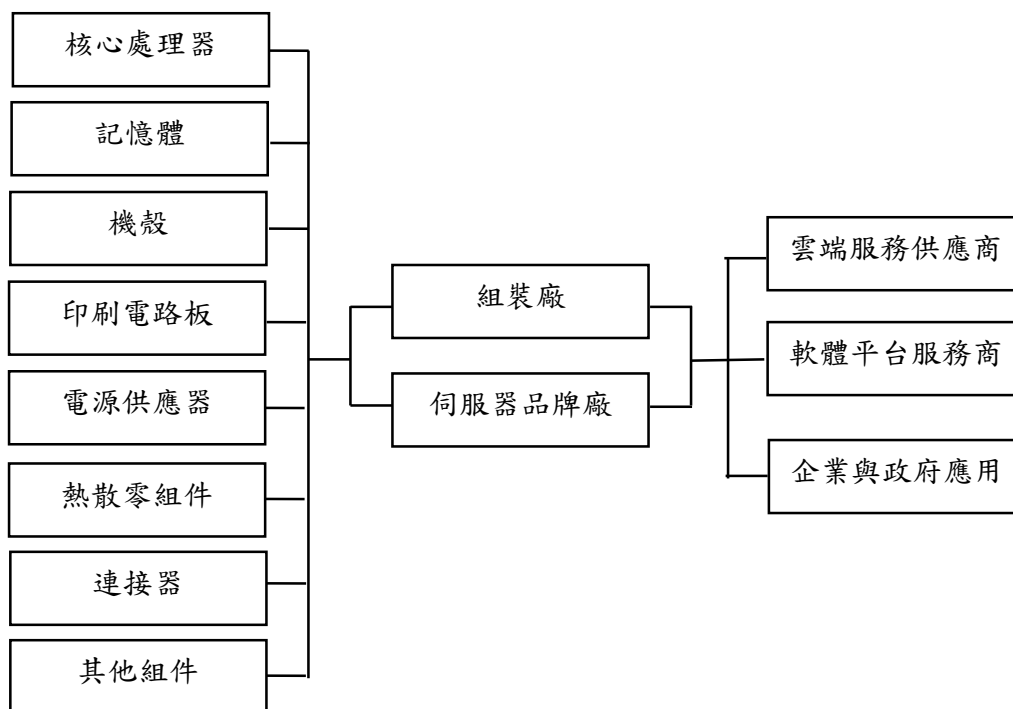 核心處理器
記憶體
機殼
印刷電路板
電源供應器
熱散零組件
連接器
其他組件
組裝廠
伺服器品牌廠
雲端服務供應商
軟體平台服務商
企業與政府應用